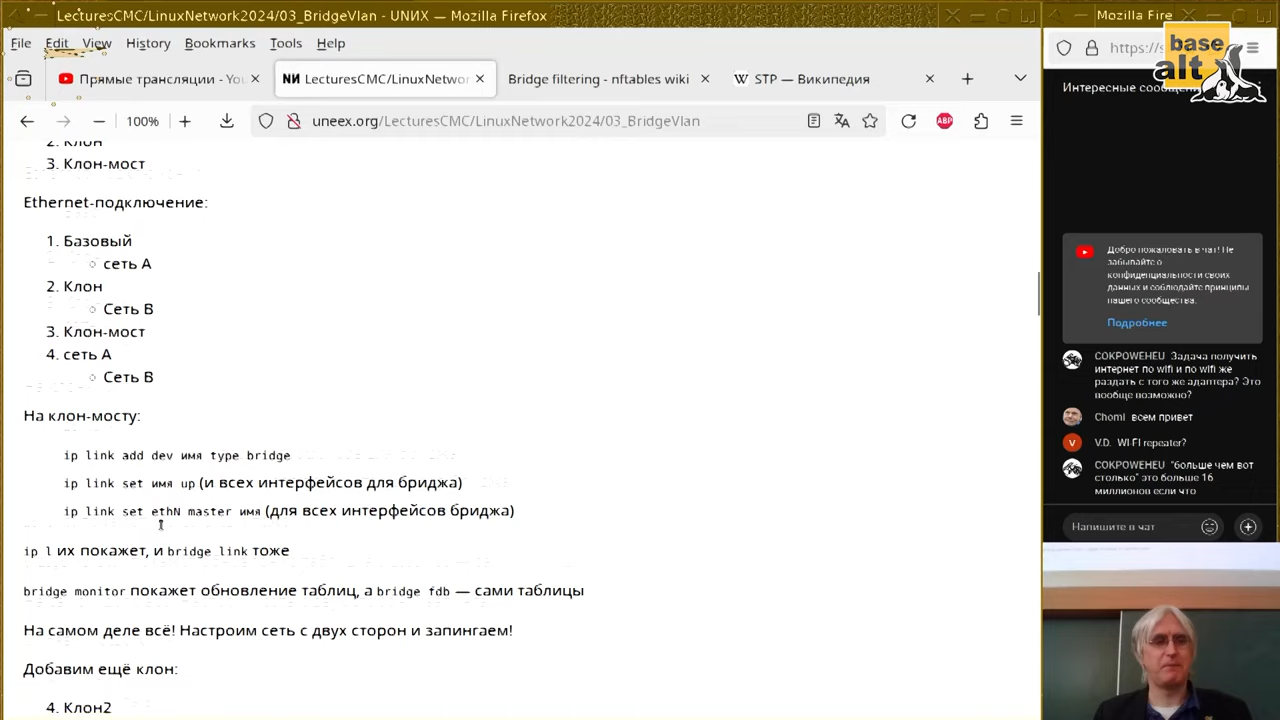 LecturesCMC/LinuxNetwork2024/03_BridgeVlan - UNИX — Mozilla Firefox
File Edit View History Bookmarks Tools Help
Прямые трансляции - You
LecturesCMC/LinuxNetwor
Bridge filtering - nftables wiki
STP — Википедия
100%
uneex.org/LecturesCMC/LinuxNetwork2024/03_BridgeVlan
2. Клон
3. Клон-мост
Ethernet-подключение:
1. Базовый
сеть A
2. Клон
Сеть B
3. Клон-мост
4. сеть A
Сеть B
На клон-мосту:
ip link add dev имя type bridge
ip link set имя up (и всех интерфейсов для бриджа)
ip link set ethN master имя (для всех интерфейсов бриджа)
ip l их покажет, и bridge link тоже
bridge monitor покажет обновление таблиц, а bridge fdb — сами таблицы
На самом деле всё! Настроим сеть с двух сторон и запингаем!
Добавим ещё клон:
4. Клон2
Mozilla Fire
https://s
base
alt
Интересные сообщен
Добро пожаловать в чат! Не
забывайте о
конфиденциальности своих
данных и соблюдайте принципы
нашего сообщества.
Подробнее
COKPOWEHEU Задача получить
интернет по wifi и по wifi же
раздать с того же адаптера? Это
вообще возможно?
Chomi всем привет
V.D. WI-FI repeater?
COKPOWEHEU "больше чем вот
столько" это больше 16
миллионов если что
Напишите в чат